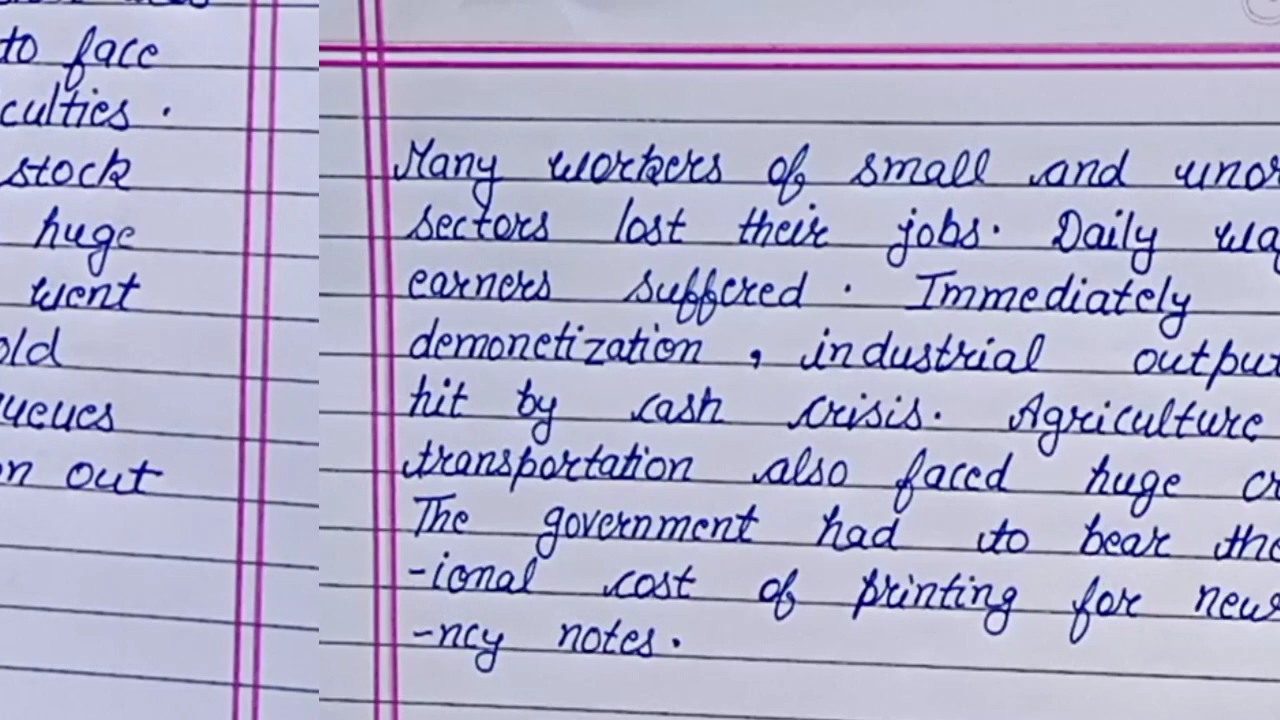 to face
culties.
stock
huge
went
old
ueues
n out
Many workers of small and unor
sectors lost their jobs. Daily wa
earners suffered. Immediately
demonetization, industrial output
hit by cash crisis. Agriculture
transportation also faced huge cr
The government had to bear the
-ional cost of printing for new
-ncy notes.